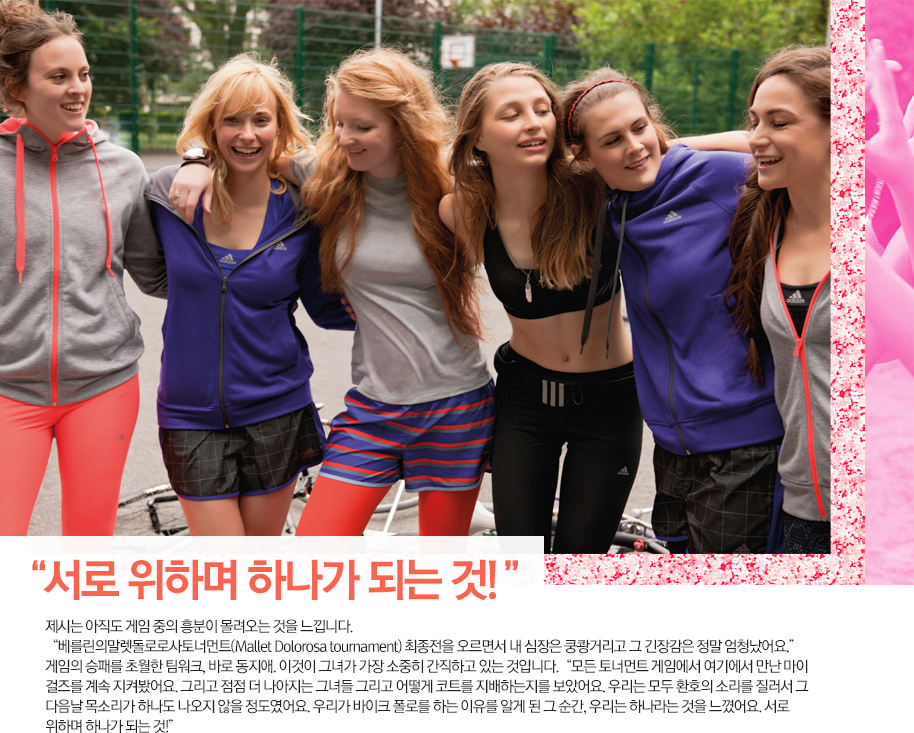 “서로 위하며 하나가 되는 것!”
제시는 아직도 게임 중의 흥분이 몰려오는 것을 느낍니다.
“베를린의말렛돌로로사토너먼트(Mallet Dolorosa tournament) 최종전을 오르면서 내 심장은 쿵쾅거리고 그 긴장감은 정말 엄청났어요.”
게임의 승패를 초월한 팀워크, 바로 동지애. 이것이 그녀가 가장 소중히 간직하고 있는 것입니다. “모든 토너먼트 게임에서 여기에서 만난 마이
걸즈를 계속 지켜봤어요. 그리고 점점 더 나아지는 그녀들 그리고 어떻게 코트를 지배하는지를 보았어요. 우리는 모두 환호의 소리를 질러서 그
다음날 목소리가 하나도 나오지 않을 정도였어요. 우리가 바이크 폴로를 하는 이유를 알게 된 그 순간, 우리는 하나라는 것을 느꼈어요. 서로
위하며 하나가 되는 것!”
adidas
adidas